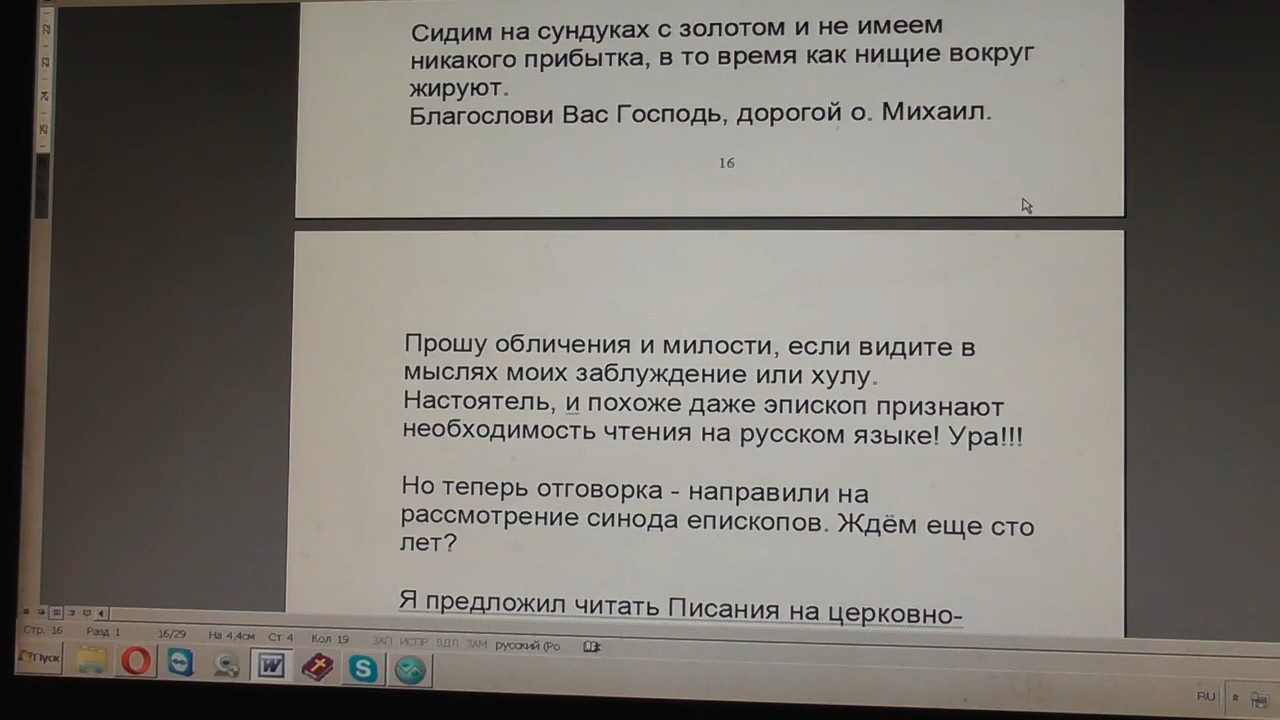 Сидим на сундуках с золотом и не имеем
никакого прибытка, в то время как нищие вокруг
жируют.
Благослови Вас Господь, дорогой о. Михаил.
16
Прошу обличения и милости, если видите в
мыслях моих заблуждение или хулу.
Настоятель, и похоже даже эпископ признают
необходимость чтения на русском языке! Ура!!!
Но теперь отговорка - направили на
рассмотрение синода епископов. Ждём еще сто
лет?
Я предложил читать Писания на церковно-
Стр. 16 Разд 1 16/29 На 4,4см Ст 4 Кол 19 ЗАП ИСПР ВДЛ ЗАМ русский (Ро
Пуск
RU
22
23
24
25